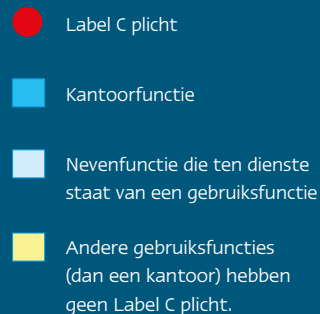 Label C plicht
Kantoorfunctie
Nevenfunctie die ten dienste
staat van een gebruiksfunctie
Andere gebruiksfuncties
(dan een kantoor) hebben
geen Label C plicht.